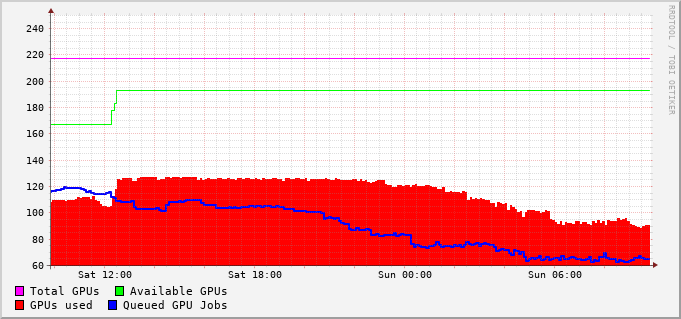 RRDTOOL / TOBI OETIKER
240
220
200
180
160
140
120
100
80
60
Sat 12:00 Sat 18:00 Sun 00:00 Sun 06:00
Total GPUs Available GPUs
GPUs used Queued GPU Jobs